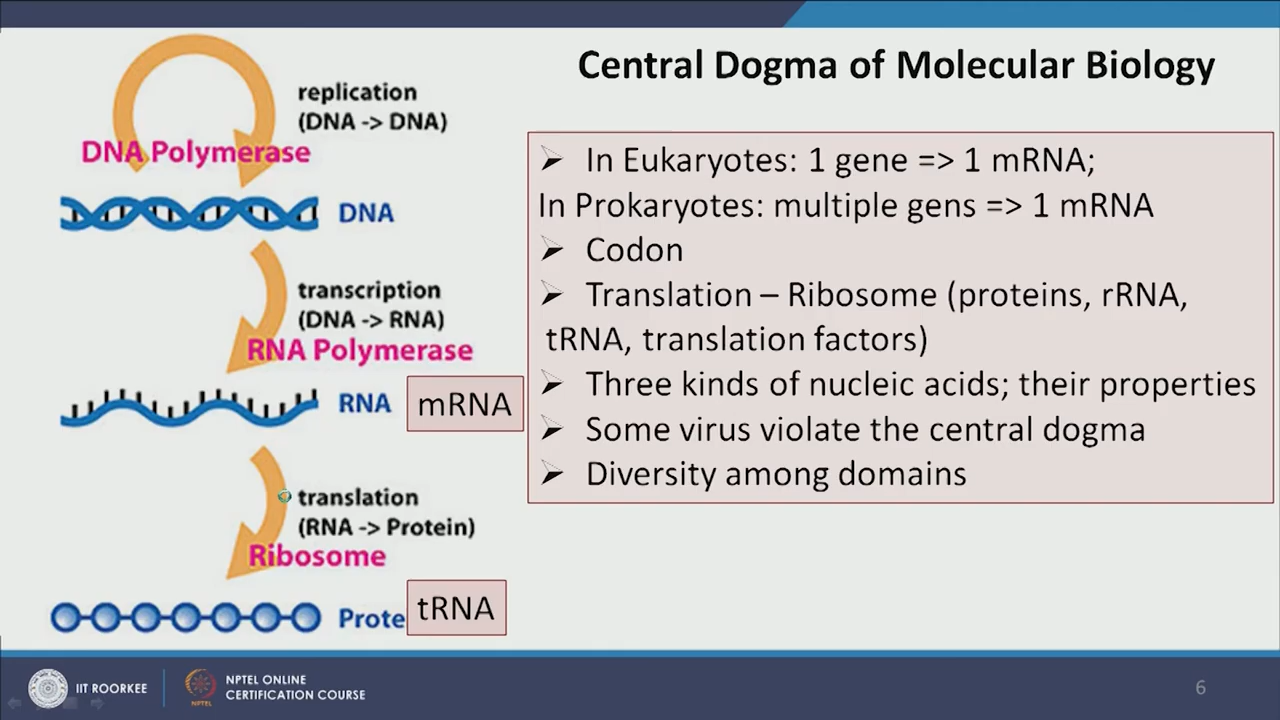 Central Dogma of Molecular Biology
replication
(DNA -> DNA)
DNA Polymerase
DNA
transcription
(DNA -> RNA)
RNA Polymerase
RNA
mRNA
translation
(RNA -> Protein)
Ribosome
Prote
tRNA
➢ In Eukaryotes: 1 gene => 1 mRNA;
In Prokaryotes: multiple gens => 1 mRNA
➢ Codon
➢ Translation – Ribosome (proteins, rRNA,
tRNA, translation factors)
➢ Three kinds of nucleic acids; their properties
➢ Some virus violate the central dogma
➢ Diversity among domains
IIT ROORKEE
NPTEL ONLINE
CERTIFICATION COURSE
6